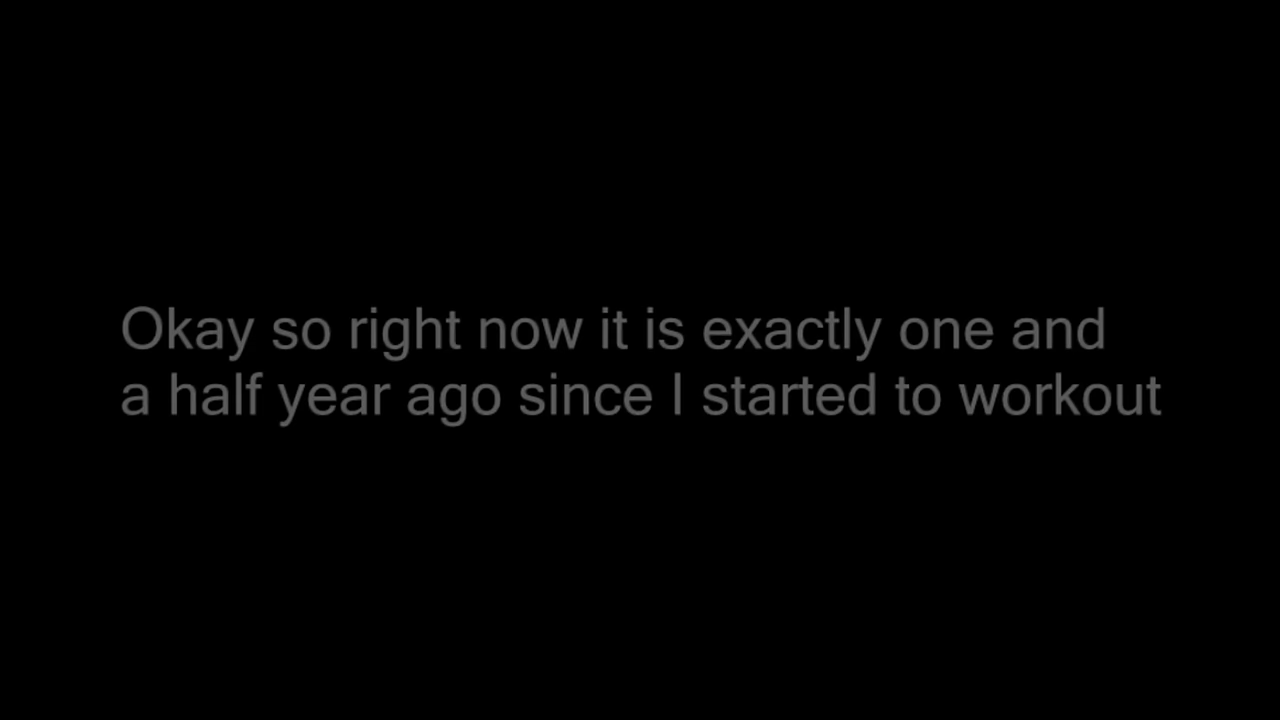 Okay so right now it is exactly one and
a half year ago since I started to workout